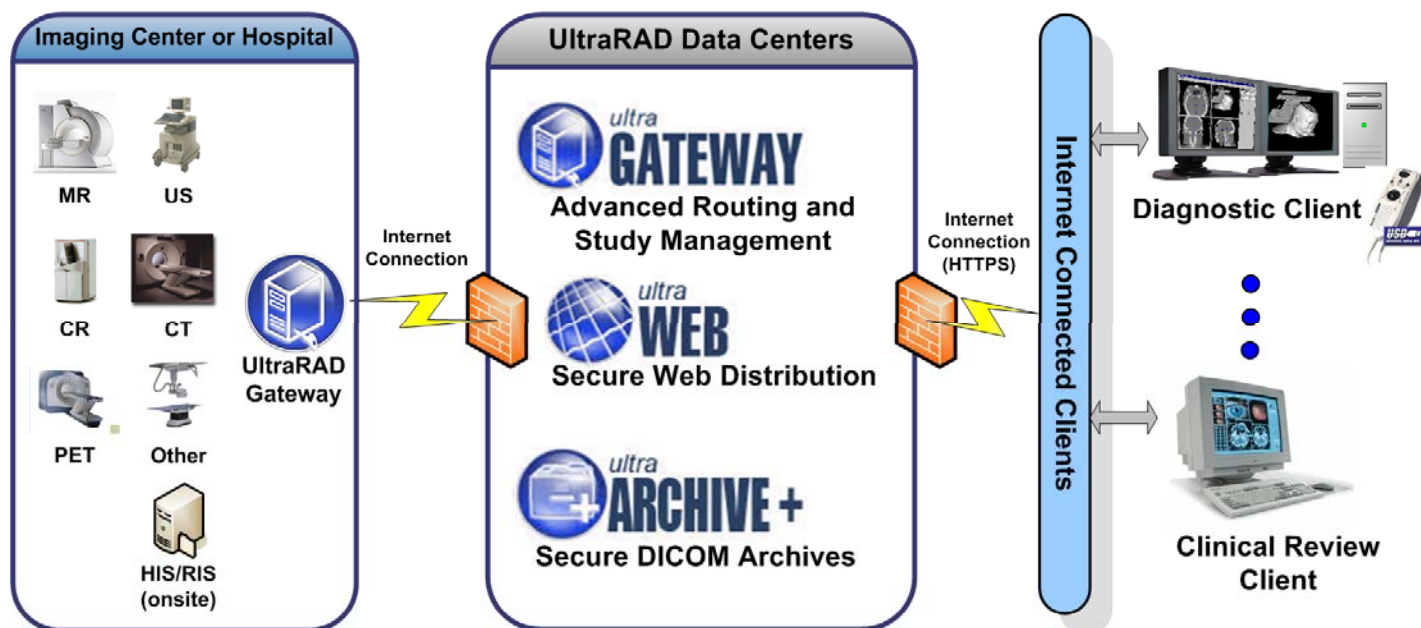 Imaging Center or Hospital
MR
US
CR
CT
PET
Other
HIS/RIS
(onsite)
UltraRAD
Gateway
Internet
Connection
UltraRAD Data Centers
ultra
GATEWAY
Advanced Routing and
Study Management
ultra
WEB
Secure Web Distribution
ultra
ARCHIVE +
Secure DICOM Archives
Internet
Connection
(HTTPS)
Internet Connected Clients
Diagnostic Client
USB
Clinical Review
Client